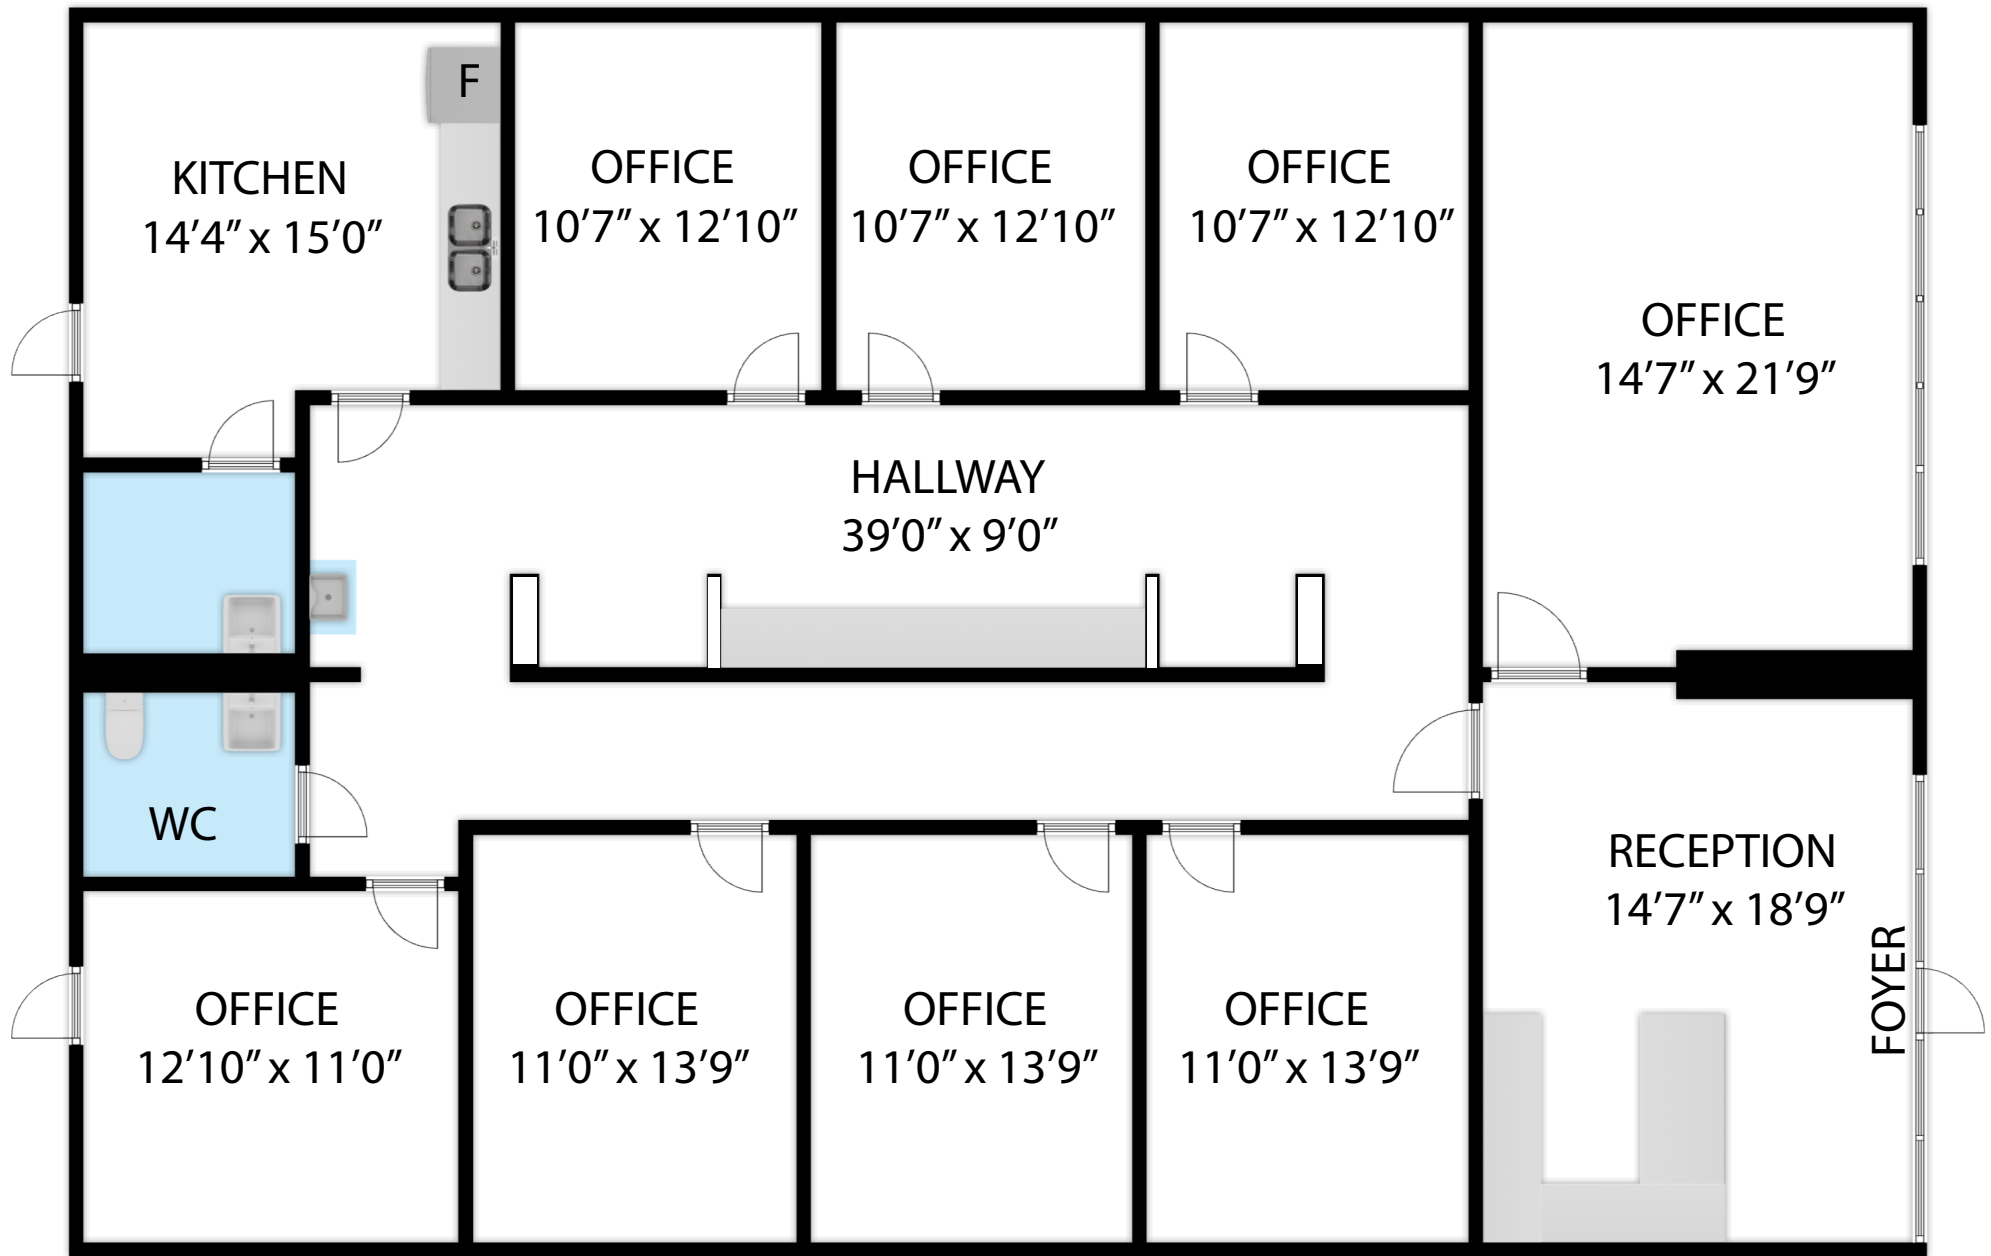 F
KITCHEN
14’4” x 15’0”
OFFICE
10’7” x 12’10”
OFFICE
10’7” x 12’10”
OFFICE
10’7” x 12’10”
OFFICE
14’7” x 21’9”
HALLWAY
39’0” x 9’0”
WC
RECEPTION
14’7” x 18’9”
FOYER
OFFICE
12’10” x 11’0”
OFFICE
11’0” x 13’9”
OFFICE
11’0” x 13’9”
OFFICE
11’0” x 13’9”